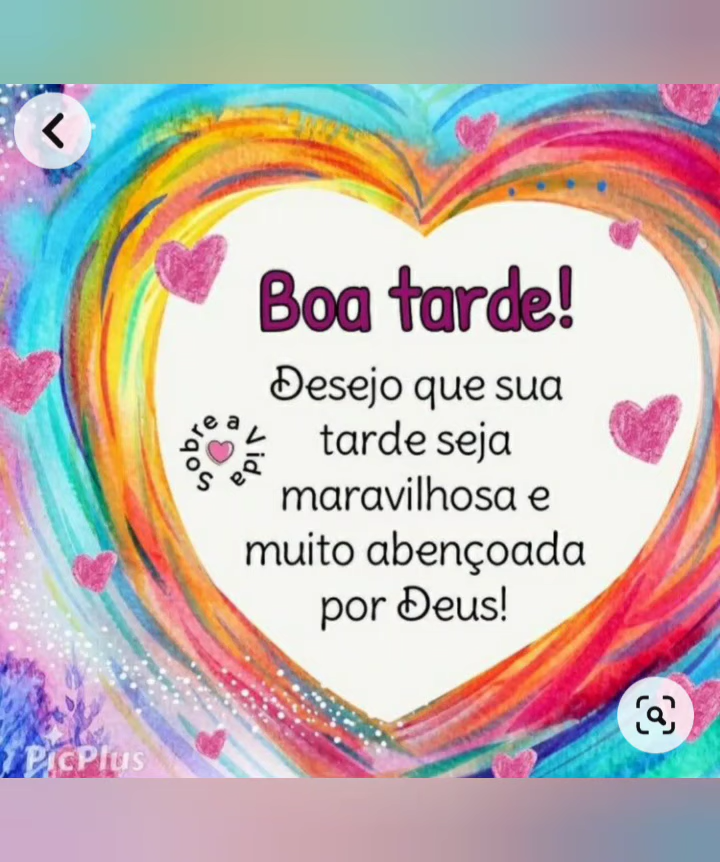 Boa tarde!
Desejo que sua
tarde seja
maravilhosa e
muito abençoada
por Deus!
Sobre a Vida
PicPlus